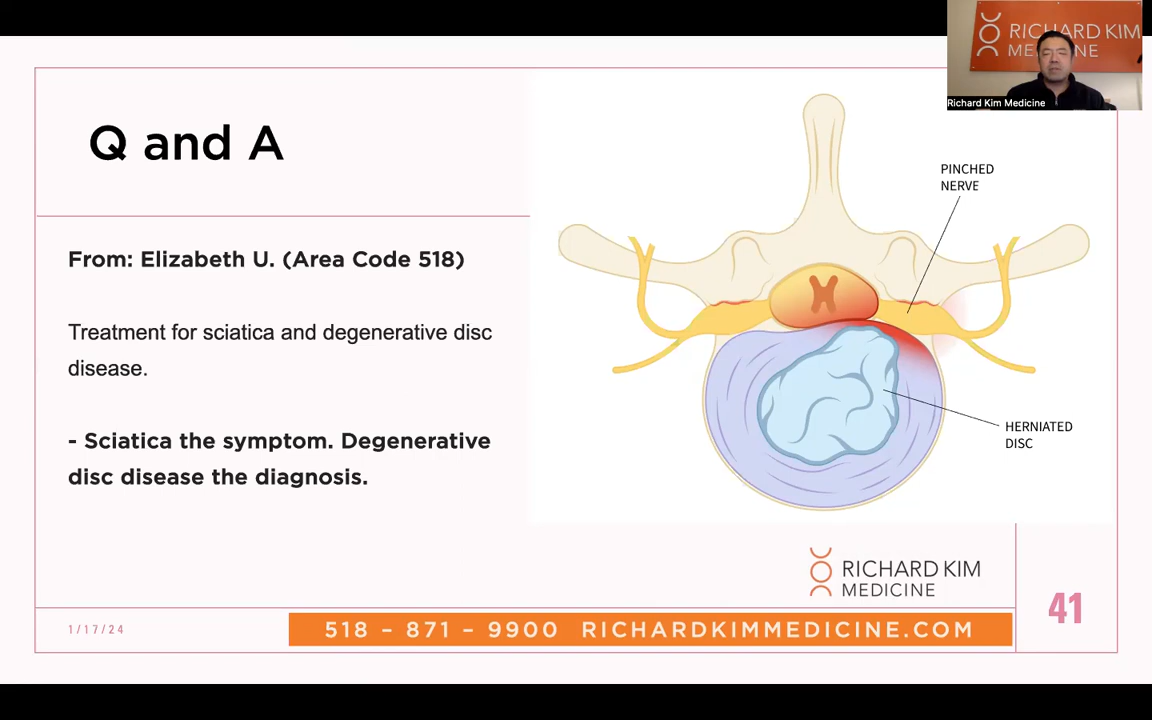 RICHARD KIM
MEDICINE
Richard Kim Medicine
Q and A
From: Elizabeth U. (Area Code 518)
Treatment for sciatica and degenerative disc
disease.
- Sciatica the symptom. Degenerative
disc disease the diagnosis.
PINCHED
NERVE
HERNIATED
DISC
RICHARD KIM
MEDICINE
41
1/17/24
518 - 871 - 9900 RICHARDKIMMEDICINE.COM